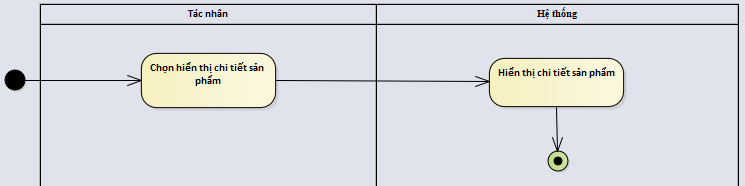 Tác nhân
Hệ thống
Chọn hiển thị chi tiết sản
phẩm
Hiển thị chi tiết sản phẩm